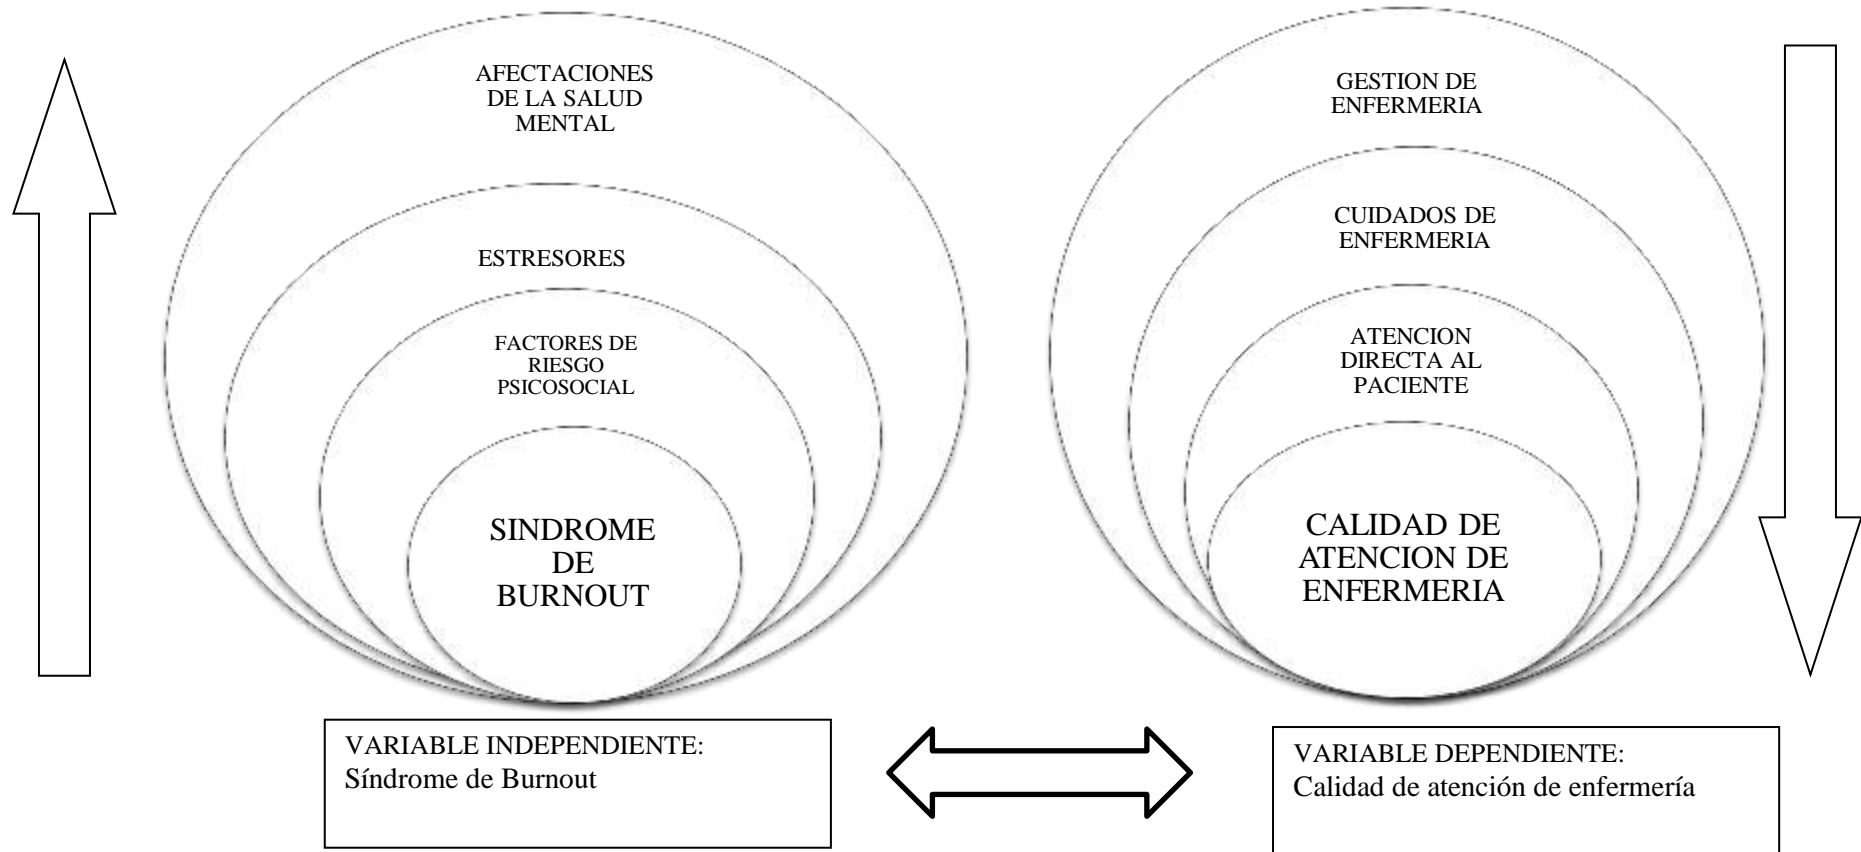 AFECTACIONES
DE LA SALUD
MENTAL
ESTRESORES
FACTORES DE
RIESGO
PSICOSOCIAL
SINDROME
DE
BURNOUT
GESTION DE
ENFERMERIA
CUIDADOS DE
ENFERMERIA
ATENCION
DIRECTA AL
PACIENTE
CALIDAD DE
ATENCION DE
ENFERMERIA
VARIABLE INDEPENDIENTE:
Síndrome de Burnout
VARIABLE DEPENDIENTE:
Calidad de atención de enfermería